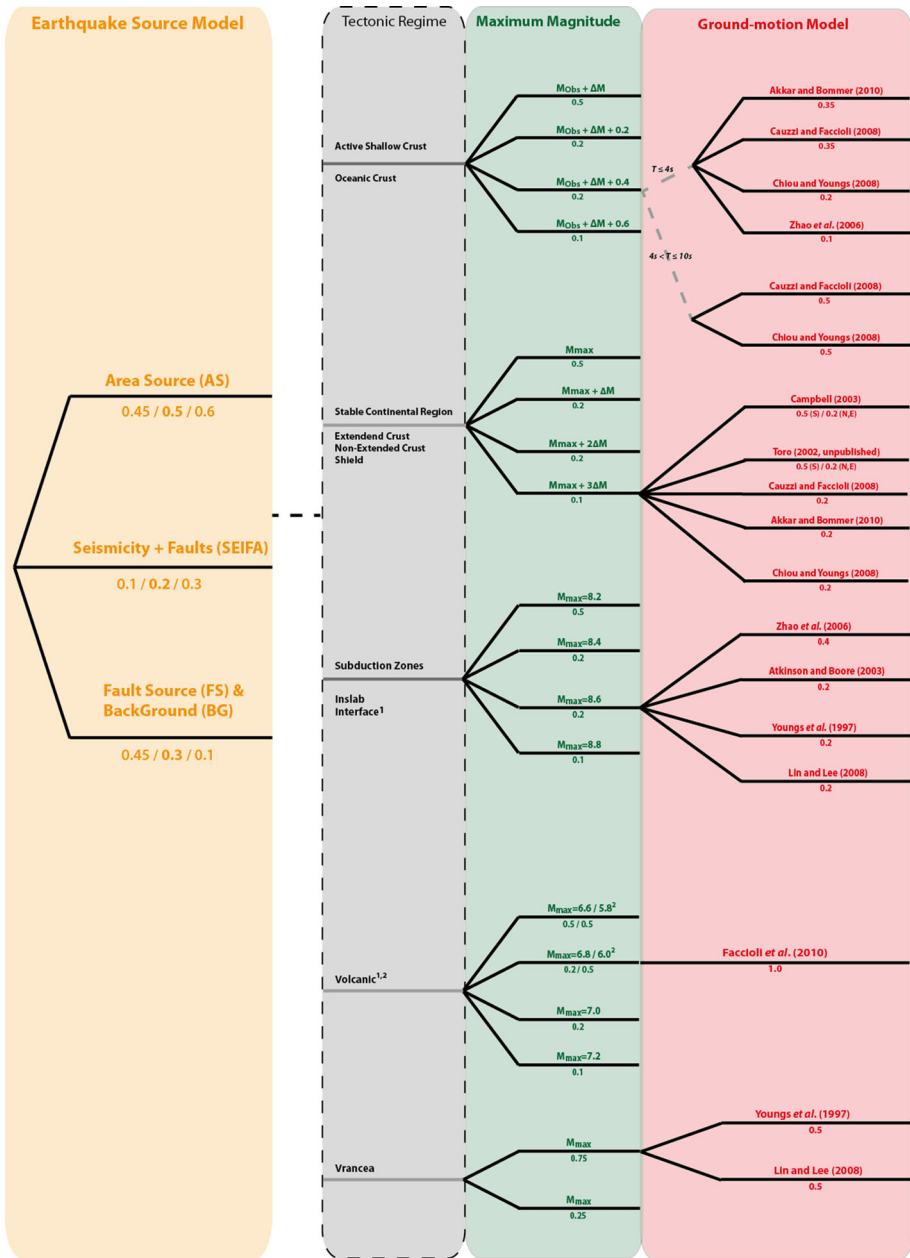 Earthquake Source Model
Area Source (AS)
0.45 / 0.5 / 0.6
Seismicity + Faults (SEIFA)
0.1 / 0.2 / 0.3
Fault Source (FS) &
BackGround (BG)
0.45 / 0.3 / 0.1
Tectonic Regime
Active Shallow Crust
Oceanic Crust
Stable Continental Region
Extendend Crust
Non-Extended Crust
Shield
Subduction Zones
Inslab
Interface¹
Volcanic¹,²
Vrancea
Maximum Magnitude
MObs + ΔM
0.5
MObs + ΔM + 0.2
0.2
MObs + ΔM + 0.4
0.2
MObs + ΔM + 0.6
0.1
Mmax
0.5
Mmax + ΔM
0.2
Mmax + 2ΔM
0.2
Mmax + 3ΔM
0.1
Mmax=8.2
0.5
Mmax=8.4
0.2
Mmax=8.6
0.2
Mmax=8.8
0.1
Mmax=6.6 / 5.8²
0.5 / 0.5
Mmax=6.8 / 6.0²
0.2 / 0.5
Mmax=7.0
0.2
Mmax=7.2
0.1
Mmax
0.75
Mmax
0.25
Ground-motion Model
T ≤ 4s
4s < T ≤ 10s
Akkar and Bommer (2010)
0.35
Cauzzi and Faccioli (2008)
0.35
Chiou and Youngs (2008)
0.2
Zhao et al. (2006)
0.1
Cauzzi and Faccioli (2008)
0.5
Chiou and Youngs (2008)
0.5
Campbell (2003)
0.5 (S) / 0.2 (N,E)
Toro (2002, unpublished)
0.5 (S) / 0.2 (N,E)
Cauzzi and Faccioli (2008)
0.2
Akkar and Bommer (2010)
0.2
Chiou and Youngs (2008)
0.2
Zhao et al. (2006)
0.4
Atkinson and Boore (2003)
0.2
Youngs et al. (1997)
0.2
Lin and Lee (2008)
0.2
Faccioli et al. (2010)
1.0
Youngs et al. (1997)
0.5
Lin and Lee (2008)
0.5